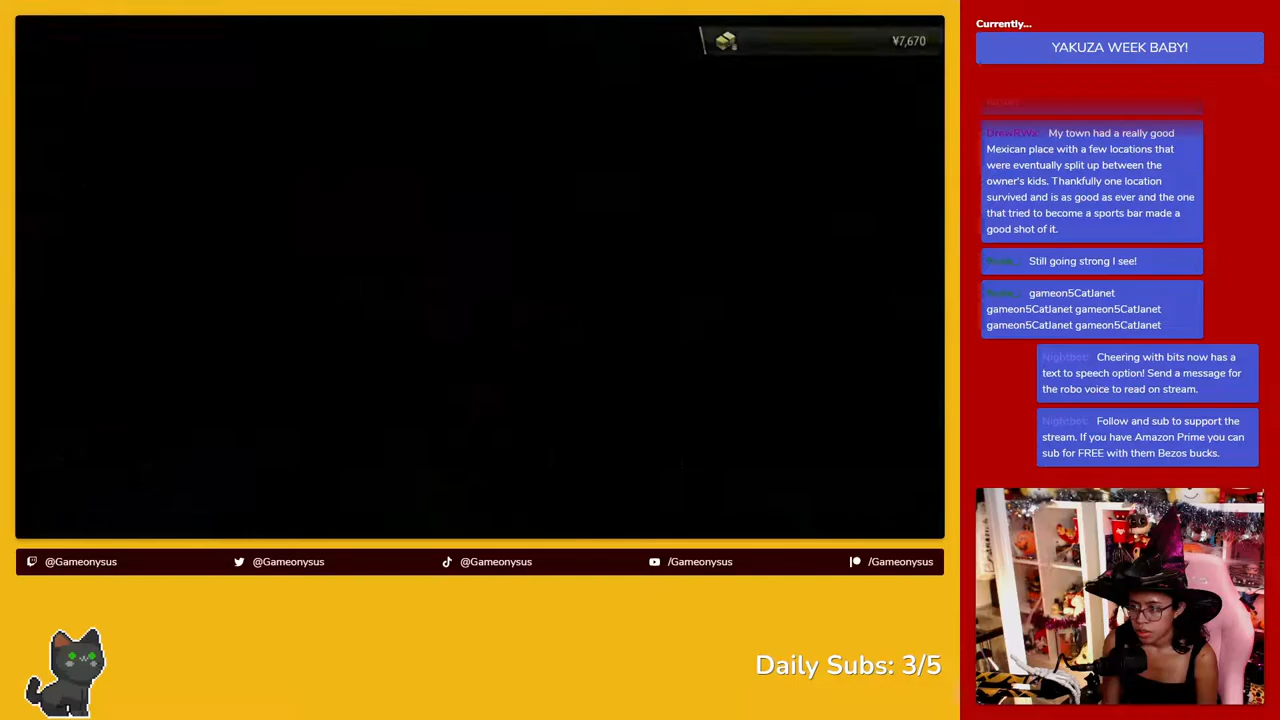 ¥7,670
Currently...
YAKUZA WEEK BABY!
DrewRWx: My town had a really good
Mexican place with a few locations that
were eventually split up between the
owner's kids. Thankfully one location
survived and is as good as ever and the one
that tried to become a sports bar made a
good shot of it.
Still going strong I see!
gameon5CatJanet
gameon5CatJanet gameon5CatJanet
gameon5CatJanet gameon5CatJanet
Nightbot: Cheering with bits now has a
text to speech option! Send a message for
the robo voice to read on stream.
Nightbot: Follow and sub to support the
stream. If you have Amazon Prime you can
sub for FREE with them Bezos bucks.
@Gameonysus
@Gameonysus
@Gameonysus
/Gameonysus
/Gameonysus
Daily Subs: 3/5